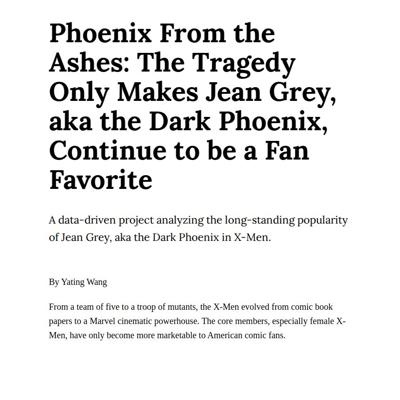 Phoenix From the
Ashes: The Tragedy
Only Makes Jean Grey,
aka the Dark Phoenix,
Continue to be a Fan
Favorite
A data-driven project analyzing the long-standing popularity
of Jean Grey, aka the Dark Phoenix in X-Men.
By Yating Wang
From a team of five to a troop of mutants, the X-Men evolved from comic book
papers to a Marvel cinematic powerhouse. The core members, especially female X-
Men, have only become more marketable to American comic fans.